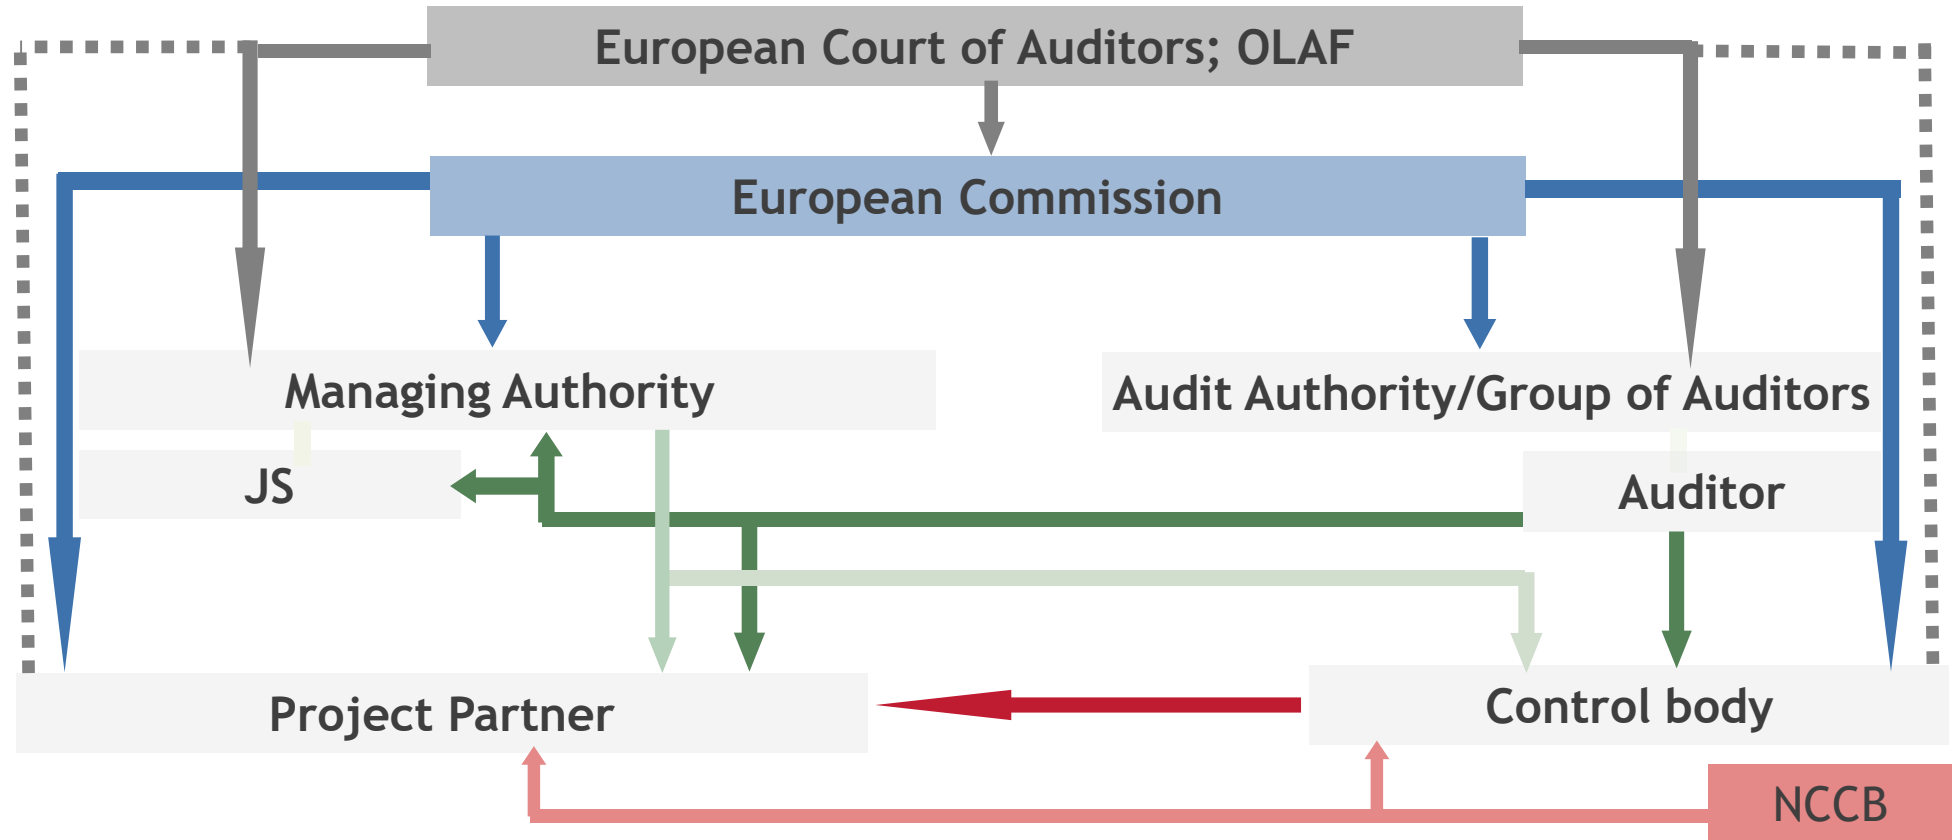 European Court of Auditors; OLAF
European Commission
Managing Authority
Audit Authority/Group of Auditors
JS
Auditor
Project Partner
Control body
NCCB